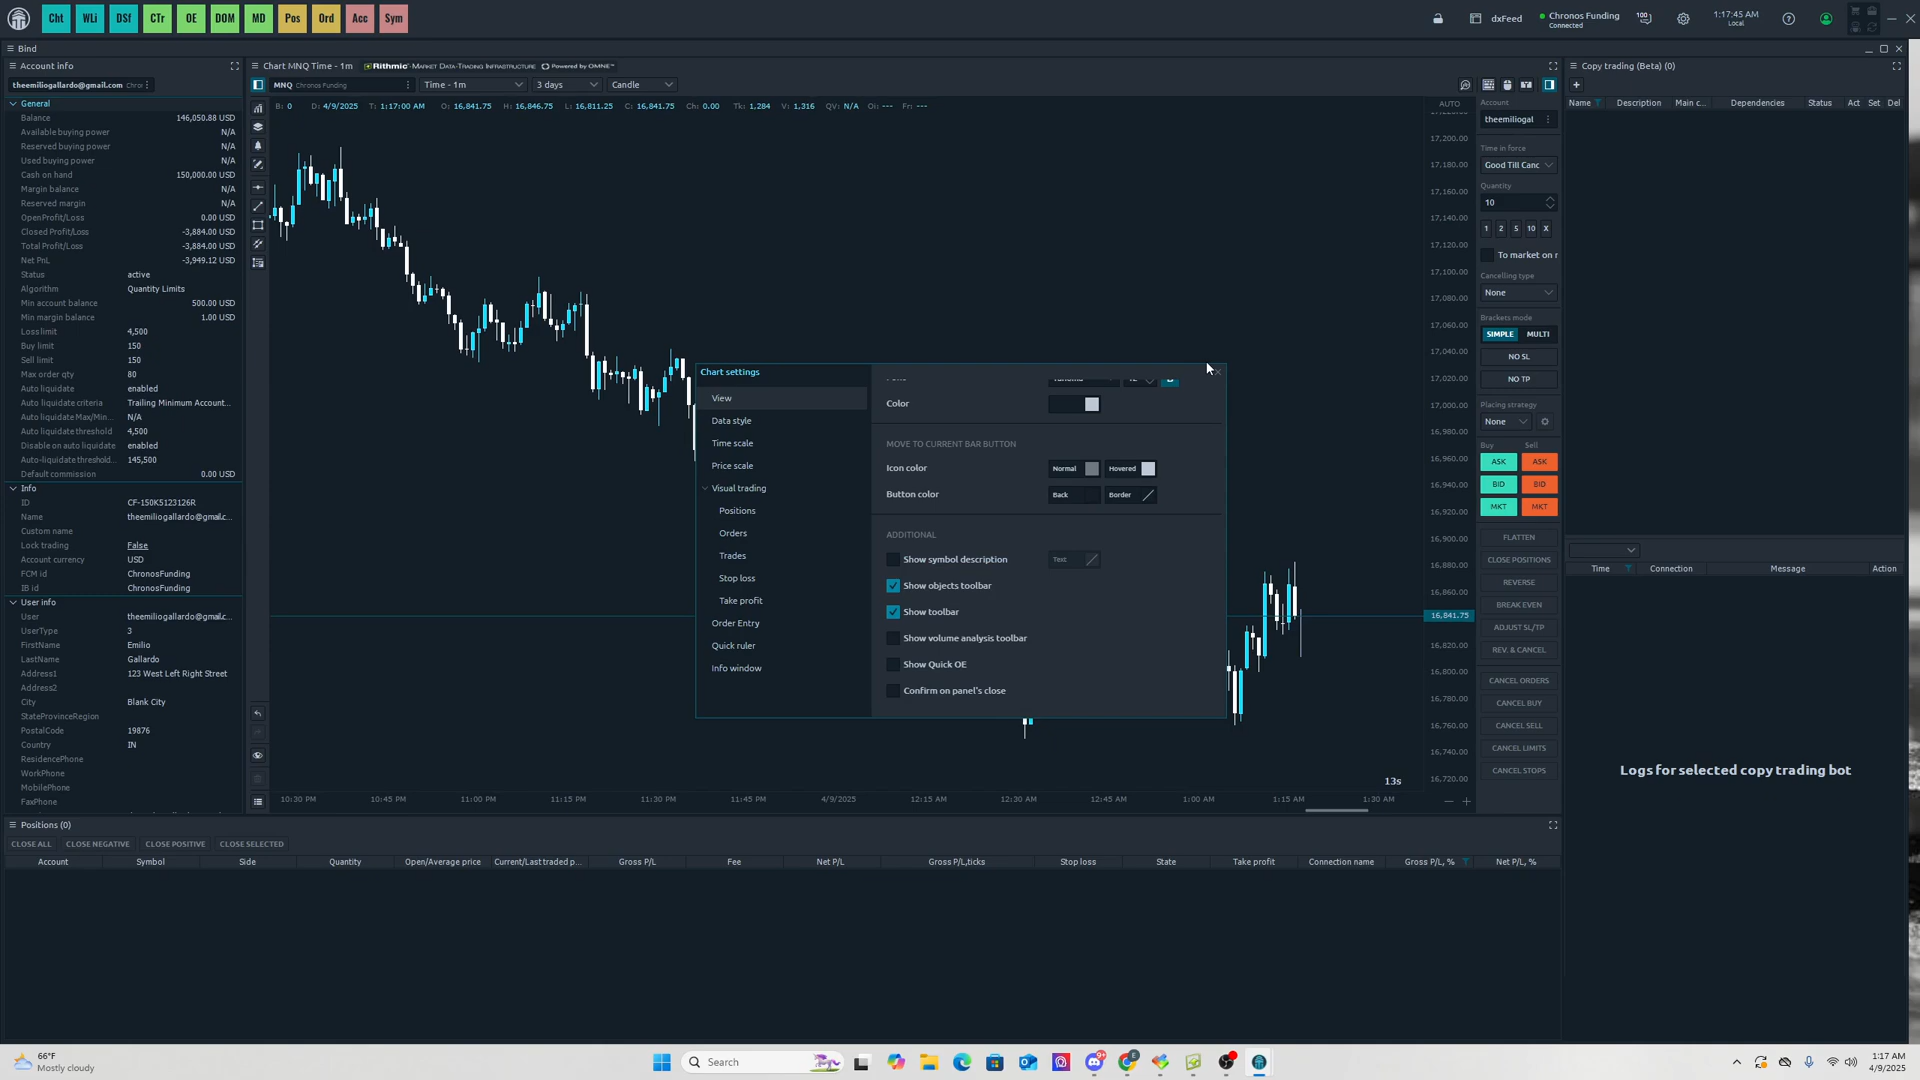 Cht WLi DSf CTr OE DOM MD Pos Ord Acc Sym
100
dxFeed
Chronos Funding
Connected
1:17:45 AM
Local
Bind
Account info
theemiliogallardo@gmail.com Chro
General
Balance 146,050.88 USD
Available buying power N/A
Reserved buying power N/A
Used buying power N/A
Cash on hand 150,000.00 USD
Margin balance N/A
Reserved margin N/A
OpenProfit/Loss 0.00 USD
Closed Profit/Loss -3,884.00 USD
Total Profit/Loss -3,884.00 USD
Net PnL -3,949.12 USD
Status active
Algorithm Quantity Limits
Min account balance 500.00 USD
Min margin balance 1.00 USD
Loss limit 4,500
Buy limit 150
Sell limit 150
Max order qty 80
Auto liquidate enabled
Auto liquidate criteria Trailing Minimum Account...
Auto liquidate Max/Min... N/A
Auto liquidate threshold 4,500
Disable on auto liquidate enabled
Auto-liquidate threshold... 145,500
Default commission 0.00 USD
Info
ID CF-150K5123126R
Name theemiliogallardo@gmail.c...
Custom name
Lock trading False
Account currency USD
FCM id ChronosFunding
IB id ChronosFunding
User info
User theemiliogallardo@gmail.c...
UserType 3
FirstName Emilio
LastName Gallardo
Address1 123 West Left Right Street
Address2
City Blank City
StateProvinceRegion
PostalCode 19876
Country IN
ResidencePhone
WorkPhone
MobilePhone
FaxPhone
Chart MNQ Time - 1m Rithmic MARKET DATA-TRADING INFRASTRUCTURE Powered by OMNE
MNQ Chronos Funding Time - 1m 3 days Candle
B: 0 D: 4/9/2025 T: 1:17:00 AM O: 16,841.75 H: 16,846.75 L: 16,811.25 C: 16,841.75 Ch: 0.00 Tk: 1,284 V: 1,316 QV: N/A Oi: --- Fr: ---
AUTO
17,200.00
17,180.00
17,160.00
17,140.00
17,120.00
17,100.00
17,080.00
17,060.00
17,040.00
17,020.00
17,000.00
16,980.00
16,960.00
16,940.00
16,920.00
16,900.00
16,880.00
16,860.00
16,841.75
16,820.00
16,800.00
16,780.00
16,760.00
16,740.00
16,720.00
13s
10:30 PM 10:45 PM 11:00 PM 11:15 PM 11:30 PM 11:45 PM 4/9/2025 12:15 AM 12:30 AM 12:45 AM 1:00 AM 1:15 AM 1:30 AM
Chart settings
View
Data style
Time scale
Price scale
Visual trading
Positions
Orders
Trades
Stop loss
Take profit
Order Entry
Quick ruler
Info window
Color
MOVE TO CURRENT BAR BUTTON
Icon color Normal Hovered
Button color Back Border
ADDITIONAL
Show symbol description Text
Show objects toolbar
Show toolbar
Show volume analysis toolbar
Show Quick OE
Confirm on panel's close
Account
theemiliogal
Time in force
Good Till Canc
Quantity
10
1 2 5 10 X
To market on r
Cancelling type
None
Brackets mode
SIMPLE MULTI
NO SL
NO TP
Placing strategy
None
Buy Sell
ASK ASK
BID BID
MKT MKT
FLATTEN
CLOSE POSITIONS
REVERSE
BREAK EVEN
ADJUST SL/TP
REV. & CANCEL
CANCEL ORDERS
CANCEL BUY
CANCEL SELL
CANCEL LIMITS
CANCEL STOPS
Copy trading (Beta) (0)
Name Description Main c... Dependencies Status Act Set Del
Time Connection Message Action
Logs for selected copy trading bot
Positions (0)
CLOSE ALL CLOSE NEGATIVE CLOSE POSITIVE CLOSE SELECTED
Account Symbol Side Quantity Open/Average price Current/Last traded p... Gross P/L Fee Net P/L Gross P/L,ticks Stop loss State Take profit Connection name Gross P/L, % Net P/L, %
66°F
Mostly cloudy
Search
1:17 AM
4/9/2025